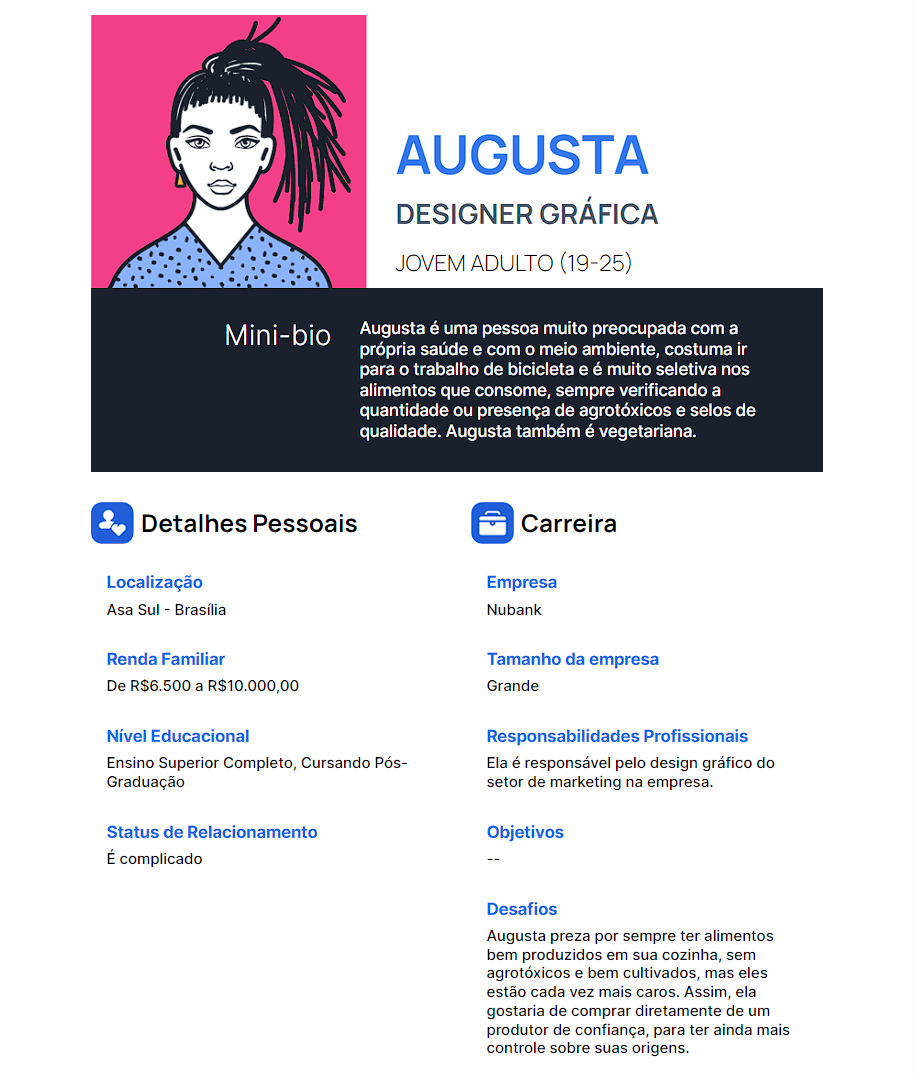 AUGUSTA
DESIGNER GRÁFICA
JOVEM ADULTO (19-25)
Mini-bio
Augusta é uma pessoa muito preocupada com a
própria saúde e com o meio ambiente, costuma ir
para o trabalho de bicicleta e é muito seletiva nos
alimentos que consome, sempre verificando a
quantidade ou presença de agrotóxicos e selos de
qualidade. Augusta também é vegetariana.
Detalhes Pessoais
Localização
Asa Sul - Brasília
Renda Familiar
De R$6.500 a R$10.000,00
Nível Educacional
Ensino Superior Completo, Cursando Pós-
Graduação
Status de Relacionamento
É complicado
Carreira
Empresa
Nubank
Tamanho da empresa
Grande
Responsabilidades Profissionais
Ela é responsável pelo design gráfico do
setor de marketing na empresa.
Objetivos
--
Desafios
Augusta preza por sempre ter alimentos
bem produzidos em sua cozinha, sem
agrotóxicos e bem cultivados, mas eles
estão cada vez mais caros. Assim, ela
gostaria de comprar diretamente de um
produtor de confiança, para ter ainda mais
controle sobre suas origens.